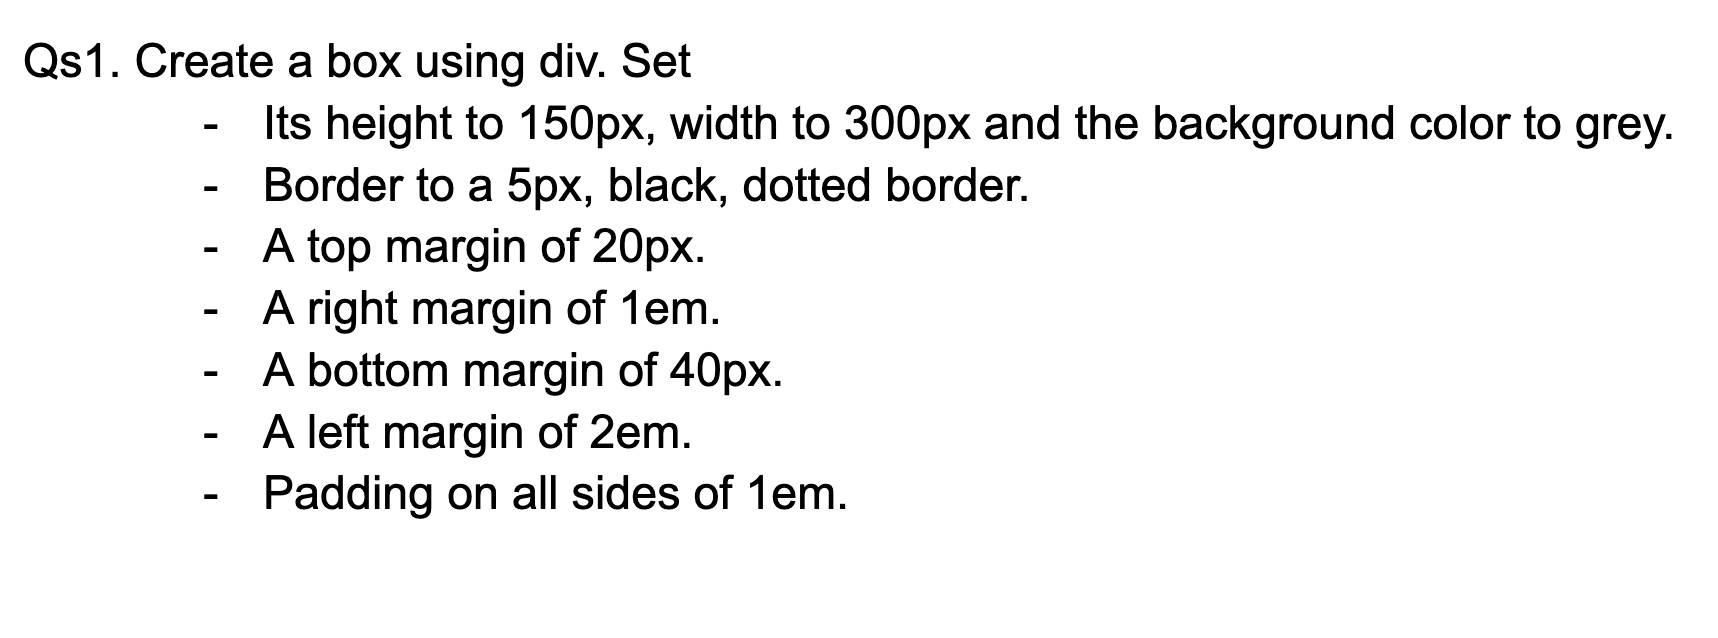 Qs1. Create a box using div. Set
- Its height to 150px, width to 300px and the background color to grey.
- Border to a 5px, black, dotted border.
- A top margin of 20px.
- A right margin of 1em.
- A bottom margin of 40px.
- A left margin of 2em.
- Padding on all sides of 1em.